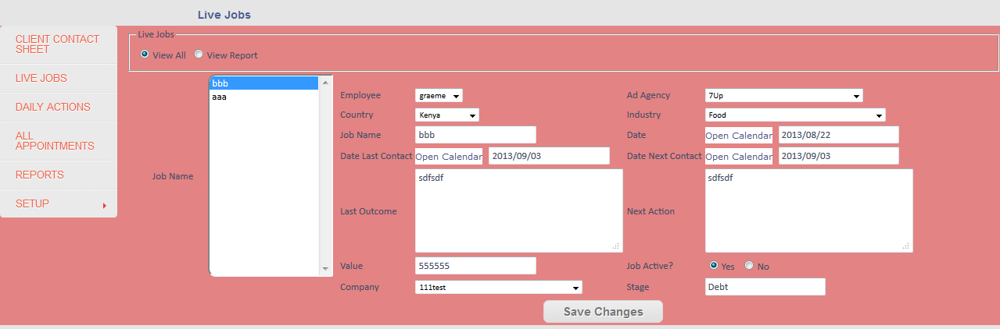 Live Jobs
CLIENT CONTACT
SHEET
LIVE JOBS
DAILY ACTIONS
ALL
APPOINTMENTS
REPORTS
SETUP
Live Jobs
View All View Report
Job Name
bbb
aaa
Employee graeme Ad Agency 7Up
Country Kenya Industry Food
Job Name bbb Date Open Calendar 2013/08/22
Date Last Contact Open Calendar 2013/09/03 Date Next Contact Open Calendar 2013/09/03
Last Outcome sdfsdf Next Action sdfsdf
Value 555555 Job Active? Yes No
Company 111test Stage Debt
Save Changes